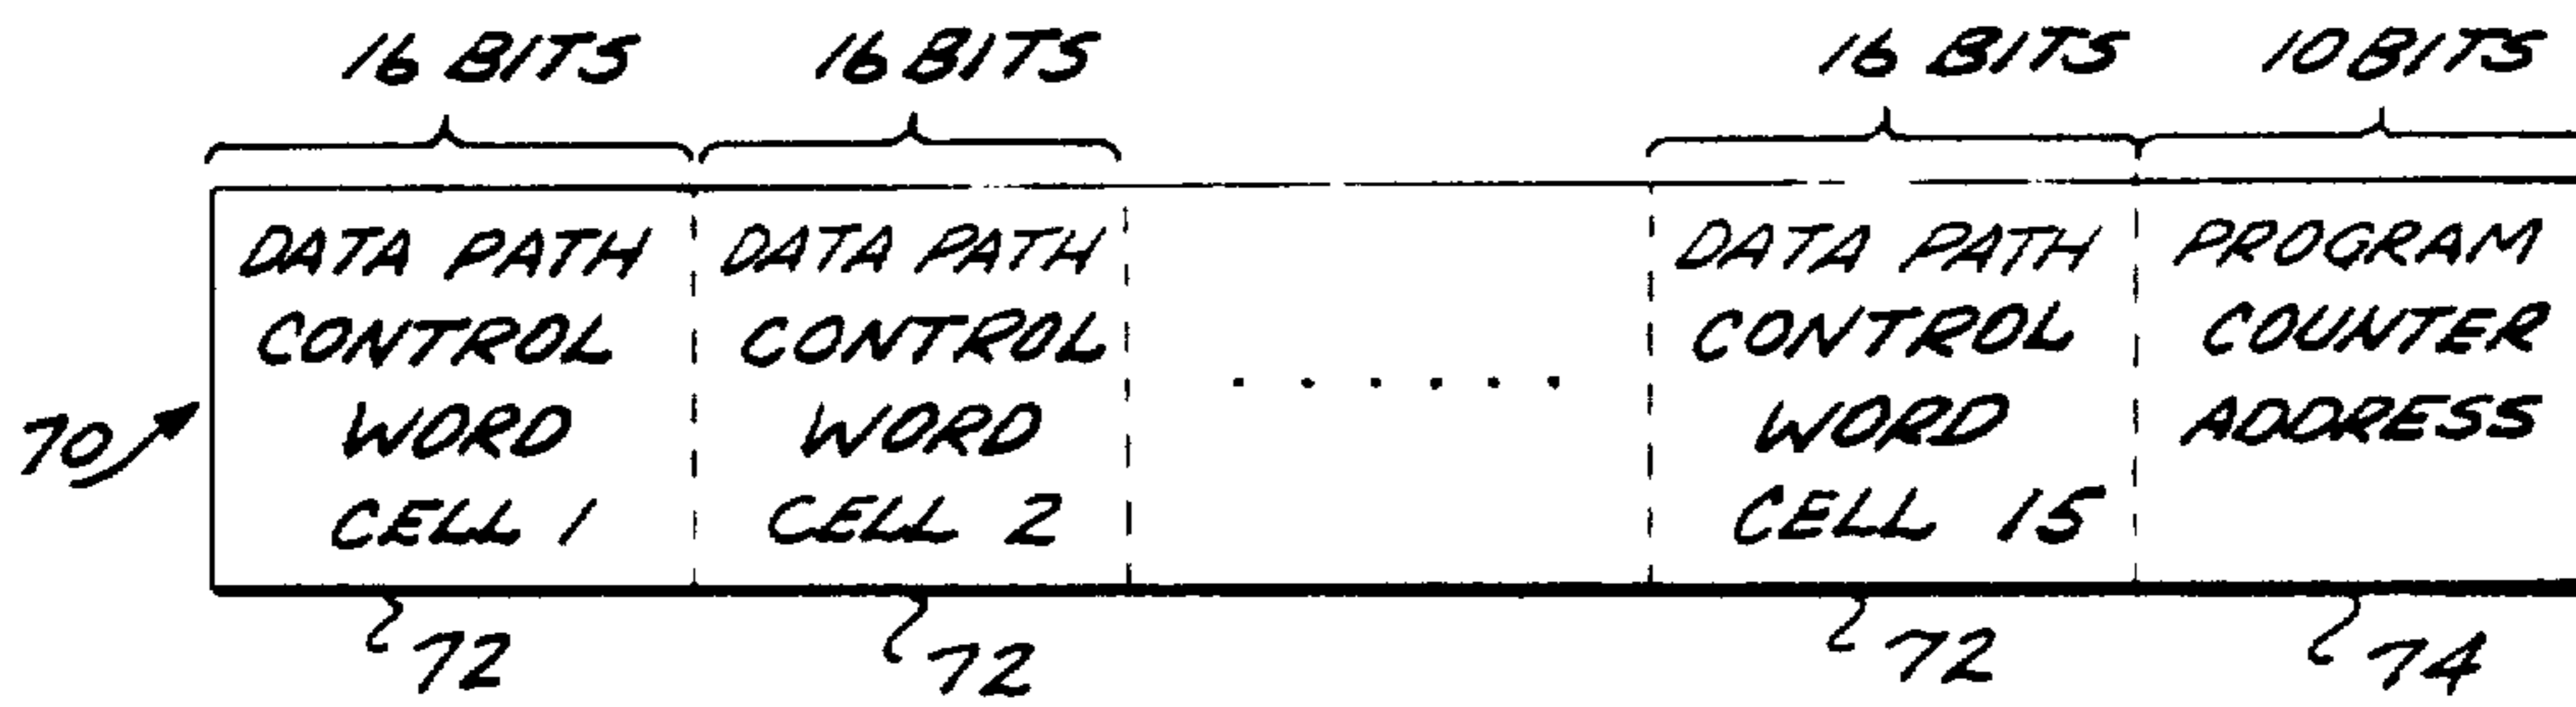 16 BITS 16 BITS 16 BITS 10 BITS
DATA PATH DATA PATH DATA PATH PROGRAM
CONTROL CONTROL CONTROL COUNTER
WORD WORD . . . . . . WORD ADDRESS
CELL 1 CELL 2 CELL 15
70
72 72 72 74